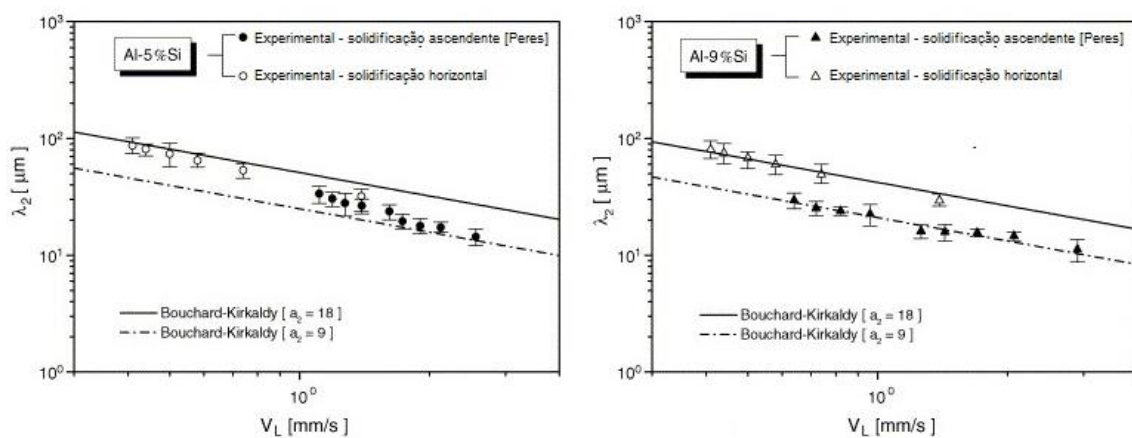 Al-5%Si
Experimental - solidificação ascendente [Peres]
Experimental - solidificação horizontal
10³
10²
10¹
10⁰
λ₂ [ μm ]
Bouchard-Kirkaldy [ a₂ = 18 ]
Bouchard-Kirkaldy [ a₂ = 9 ]
10⁰
V_L [mm/s]
Al-9%Si
Experimental - solidificação ascendente [Peres]
Experimental - solidificação horizontal
10³
10²
10¹
10⁰
λ₂ [ μm ]
Bouchard-Kirkaldy [ a₂ = 18 ]
Bouchard-Kirkaldy [ a₂ = 9 ]
10⁰
V_L [mm/s]